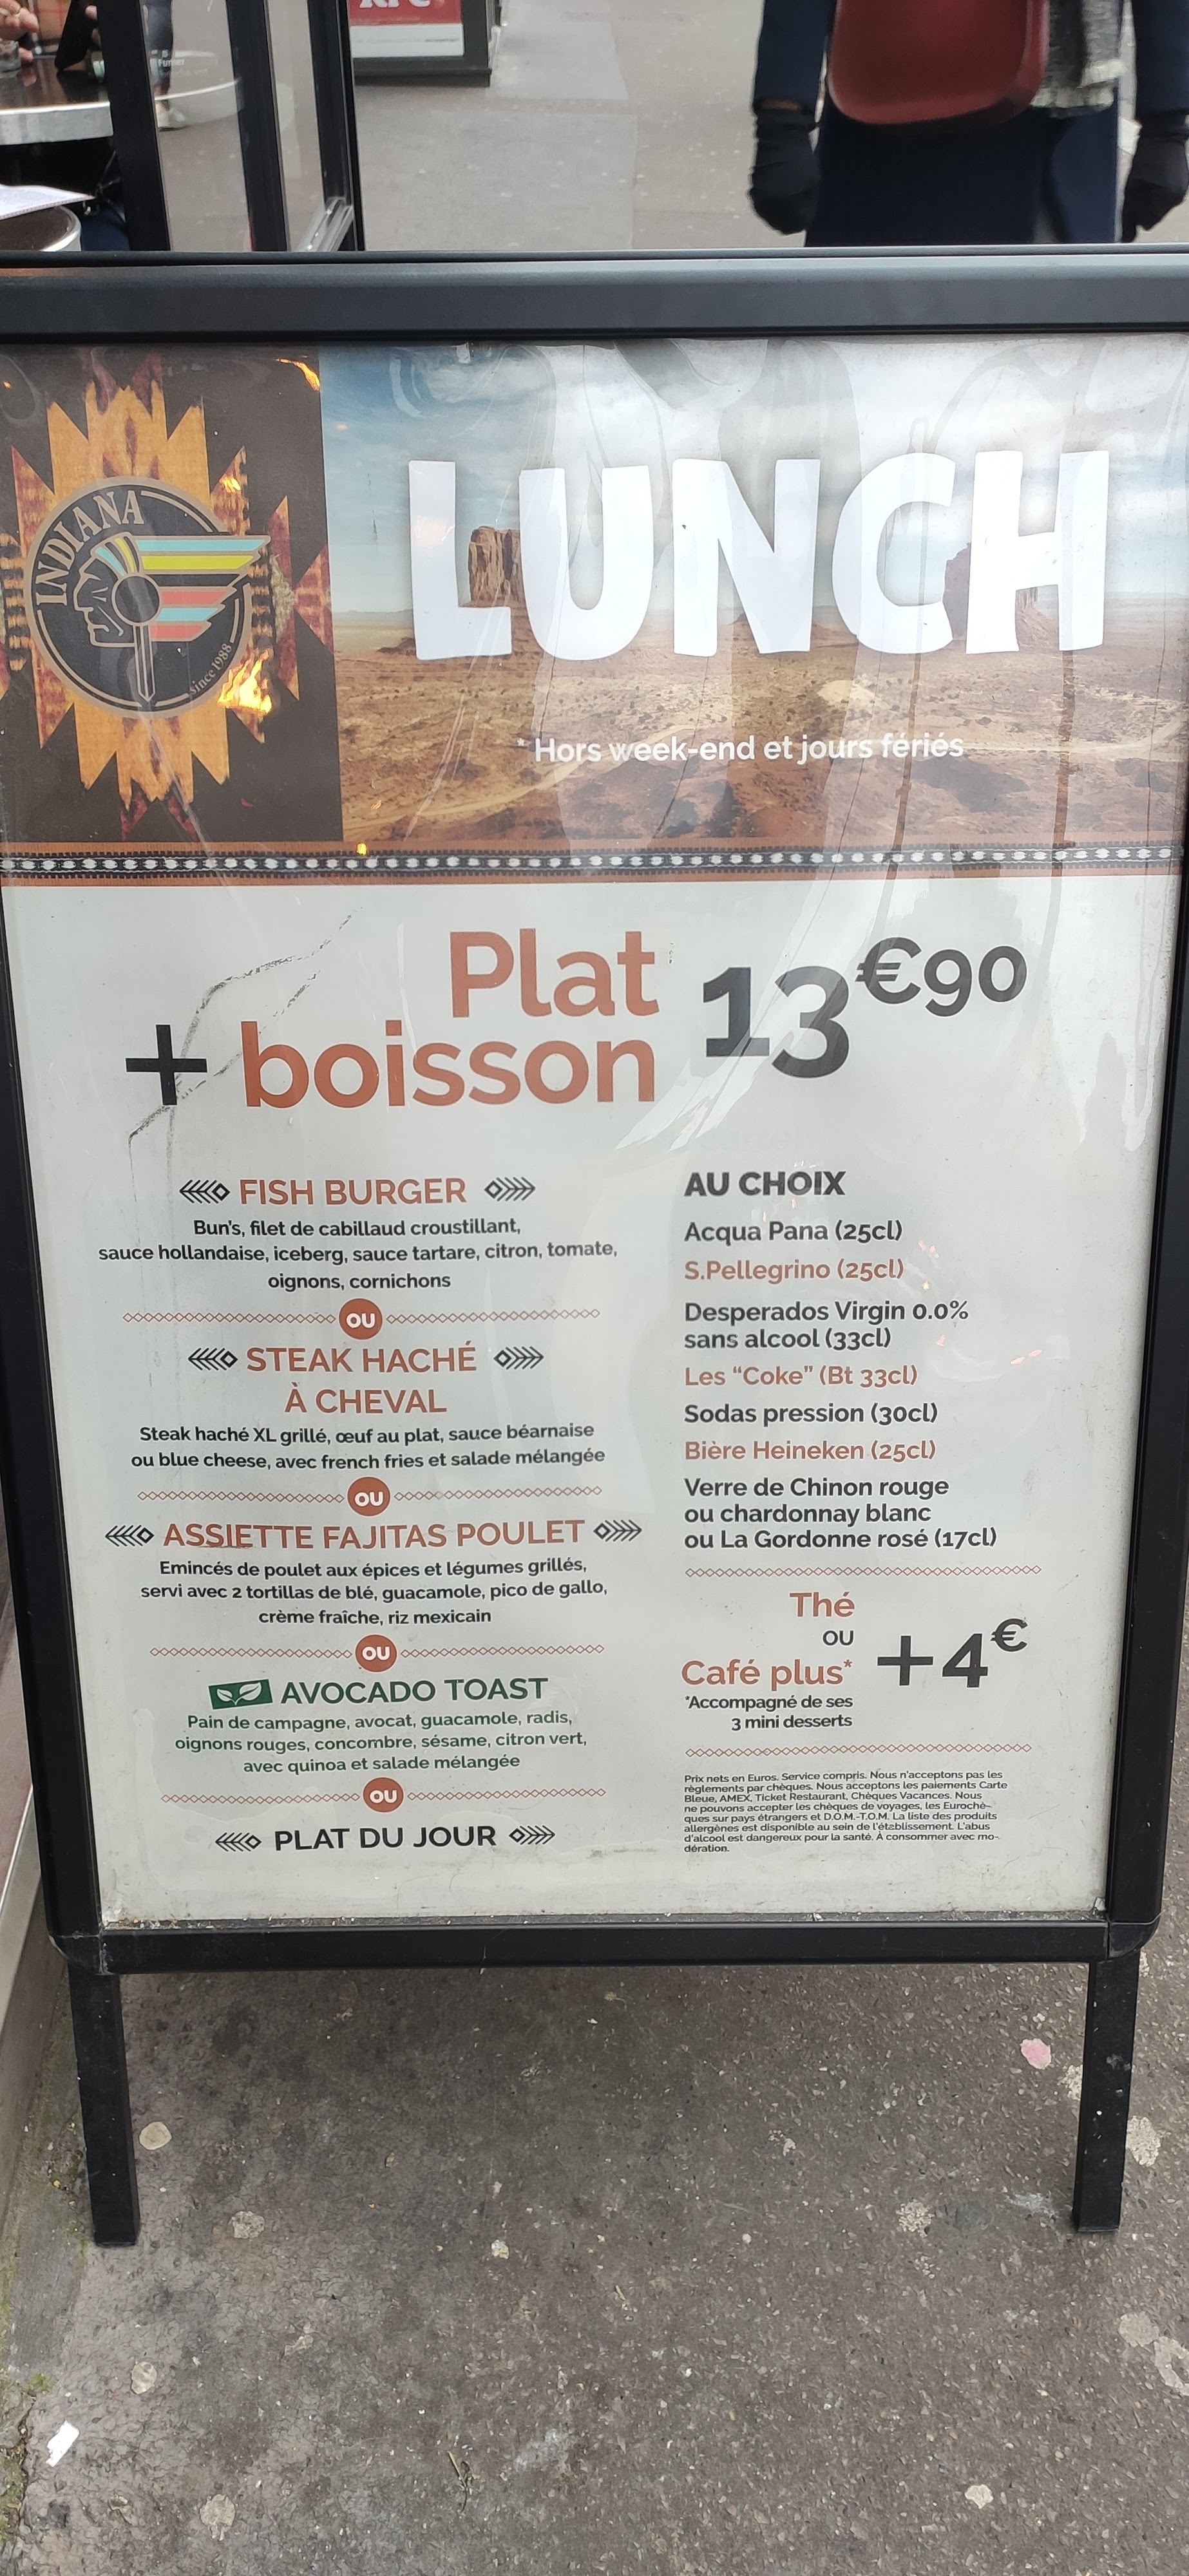 INDIANA
since 1988
LUNCH
* Hors week-end et jours fériés
Plat
+ boisson
13€90
FISH BURGER
Bun's, filet de cabillaud croustillant,
sauce hollandaise, iceberg, sauce tartare, citron, tomate,
oignons, cornichons
OU
STEAK HACHÉ
À CHEVAL
Steak haché XL grillé, œuf au plat, sauce béarnaise
ou blue cheese, avec french fries et salade mélangée
OU
ASSIETTE FAJITAS POULET
Emincés de poulet aux épices et légumes grillés,
servi avec 2 tortillas de blé, guacamole, pico de gallo,
crème fraîche, riz mexicain
OU
AVOCADO TOAST
Pain de campagne, avocat, guacamole, radis,
oignons rouges, concombre, sésame, citron vert,
avec quinoa et salade mélangée
OU
PLAT DU JOUR
AU CHOIX
Acqua Pana (25cl)
S.Pellegrino (25cl)
Desperados Virgin 0.0%
sans alcool (33cl)
Les “Coke” (Bt 33cl)
Sodas pression (30cl)
Bière Heineken (25cl)
Verre de Chinon rouge
ou chardonnay blanc
ou La Gordonne rosé (17cl)
Thé
OU
Café plus*
+4€
*Accompagné de ses
3 mini desserts
Prix nets en Euros. Service compris. Nous n'acceptons pas les
règlements par chèques. Nous acceptons les paiements Carte
Bleue, AMEX, Ticket Restaurant, Chèques Vacances. Nous
ne pouvons accepter les chèques de voyages, les Eurochè-
ques sur pays étrangers et D.O.M.-T.O.M. La liste des produits
allergènes est disponible au sein de l'établissement. L'abus
d'alcool est dangereux pour la santé. À consommer avec mo-
dération.